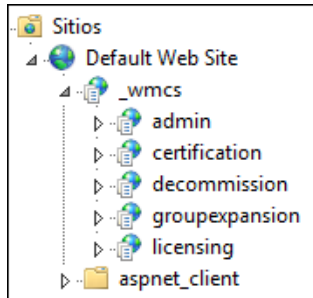 Sitios
Default Web Site
_wmcs
admin
certification
decommission
groupexpansion
licensing
aspnet_client